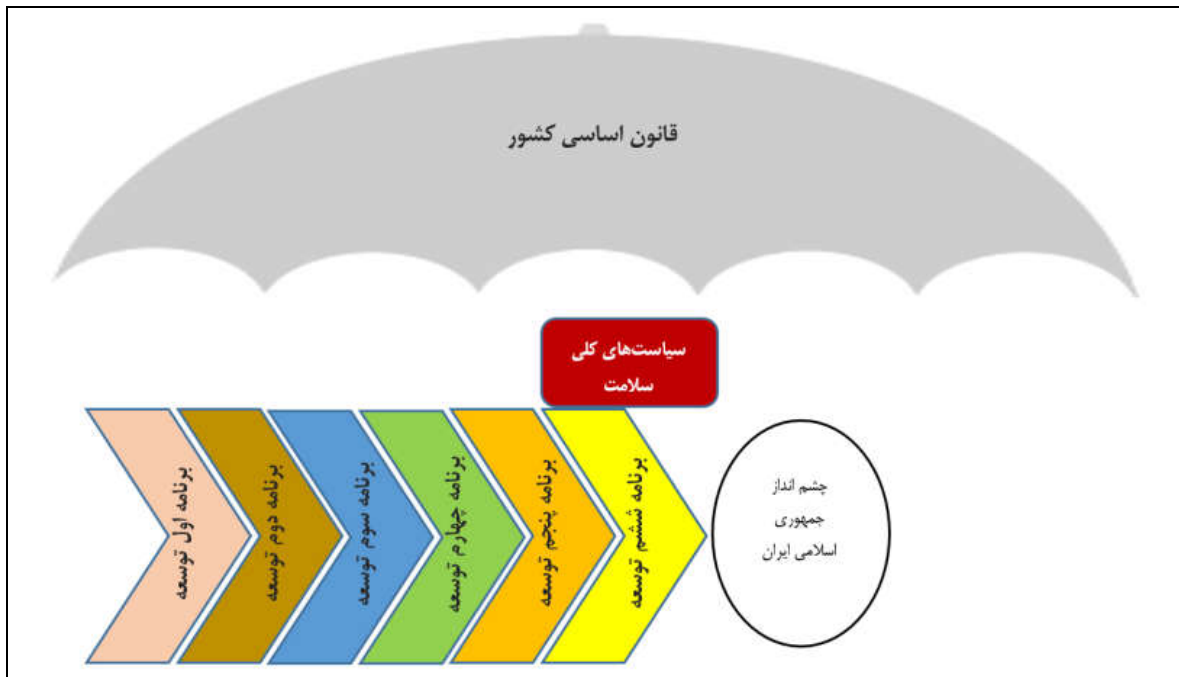 قانون اساسی کشور
سیاست‌های کلی
سلامت
برنامه اول توسعه
برنامه دوم توسعه
برنامه سوم توسعه
برنامه چهارم توسعه
برنامه پنجم توسعه
برنامه ششم توسعه
چشم انداز
جمهوری
اسلامی ایران